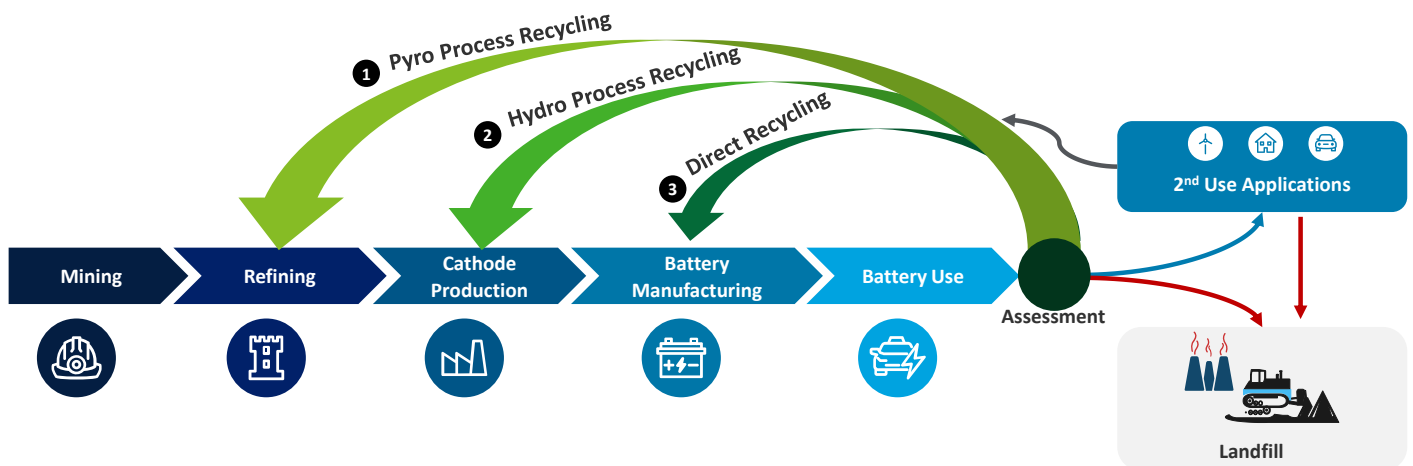 1 Pyro Process Recycling
2 Hydro Process Recycling
3 Direct Recycling
2nd Use Applications
Mining
Refining
Cathode
Production
Battery
Manufacturing
Battery Use
Assessment
Landfill